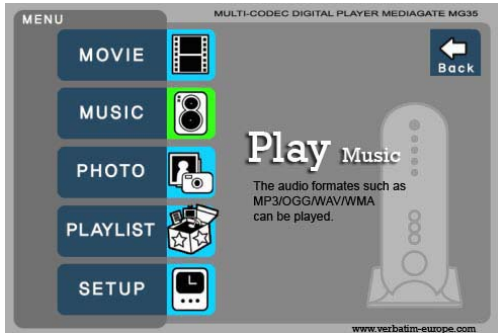 MENU
MULTI-CODEC DIGITAL PLAYER MEDIAGATE MG35
MOVIE
Back
MUSIC
Play Music
PHOTO
The audio formates such as
MP3/OGG/WAV/WMA
can be played.
PLAYLIST
SETUP
www.verbatim-europe.com